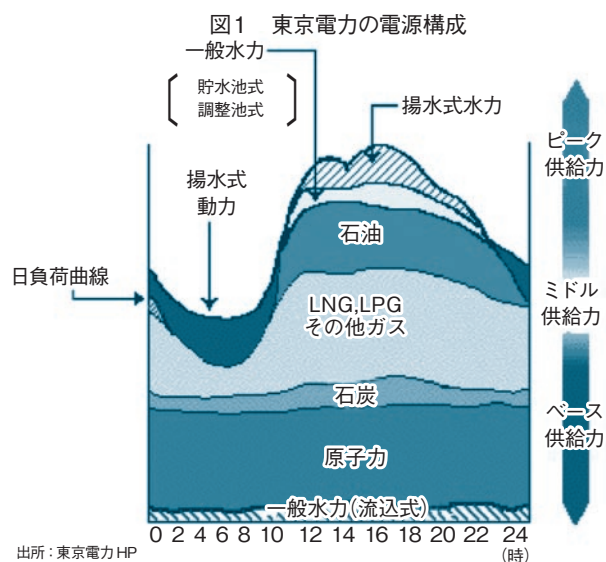 図1 東京電力の電源構成
一般水力
貯水池式
調整池式
揚水式水力
揚水式
動力
日負荷曲線
石油
LNG,LPG
その他ガス
石炭
原子力
一般水力(流込式)
ピーク
供給力
ミドル
供給力
ベース
供給力
0 2 4 6 8 10 12 14 16 18 20 22 24
(時)
出所：東京電力HP